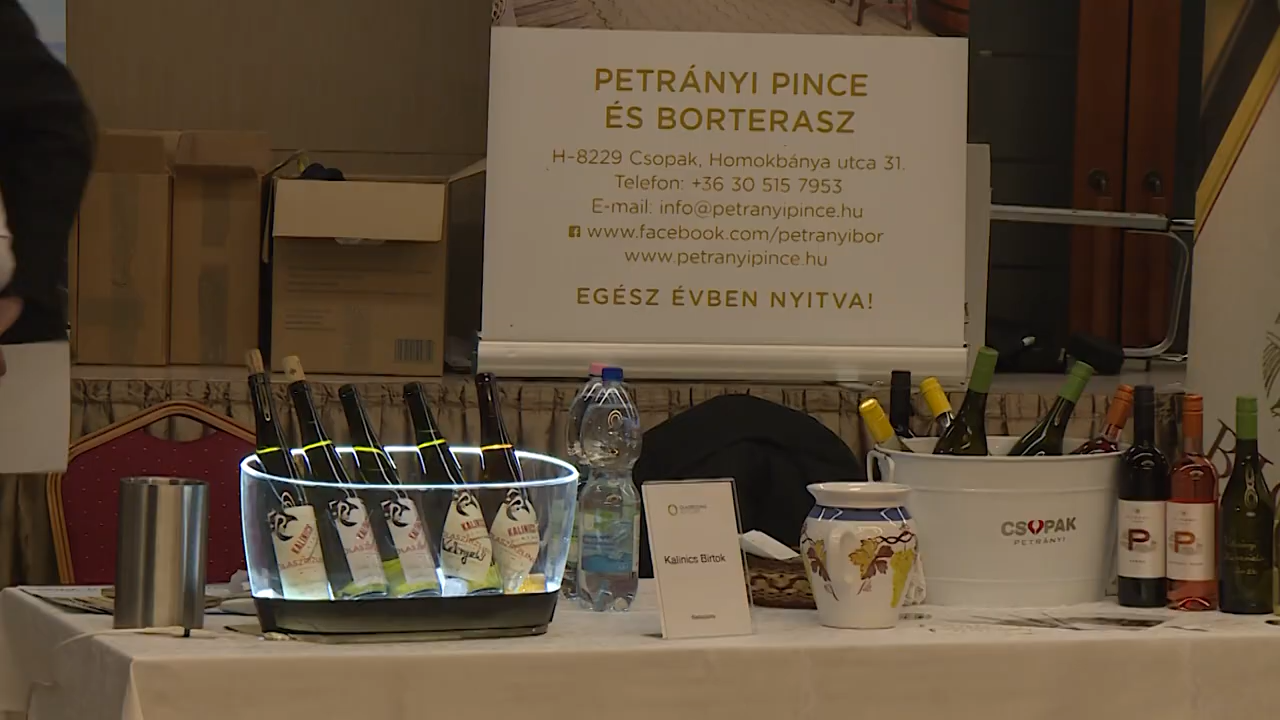 PETRÁNYI PINCE
ÉS BORTERASZ
H-8229 Csopak, Homokbánya utca 31.
Telefon: +36 30 515 7953
E-mail: info@petranyipince.hu
www.facebook.com/petranyibor
www.petranyipince.hu
EGÉSZ ÉVBEN NYITVA!
CSOPAK
PETRÁNYI
Kalinics Birtok
KALINICS
KALINICS
P
P